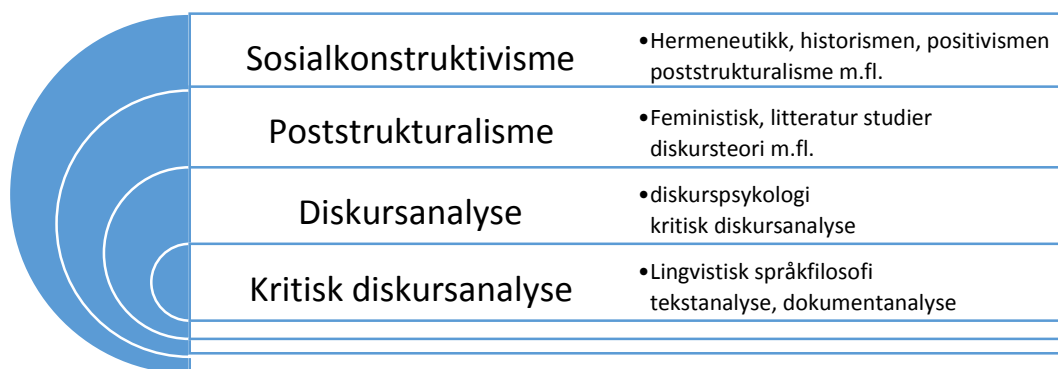 Sosialkonstruktivisme
•Hermeneutikk, historismen, positivismen
poststrukturalisme m.fl.
Poststrukturalisme
•Feministisk, litteratur studier
diskursteori m.fl.
Diskursanalyse
•diskurspsykologi
kritisk diskursanalyse
Kritisk diskursanalyse
•Lingvistisk språkfilosofi
tekstanalyse, dokumentanalyse